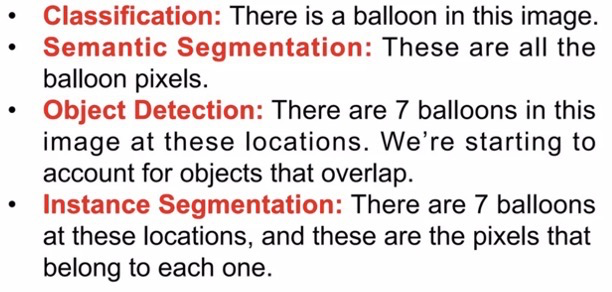 • Classification: There is a balloon in this image.
• Semantic Segmentation: These are all the
balloon pixels.
• Object Detection: There are 7 balloons in this
image at these locations. We’re starting to
account for objects that overlap.
• Instance Segmentation: There are 7 balloons
at these locations, and these are the pixels that
belong to each one.